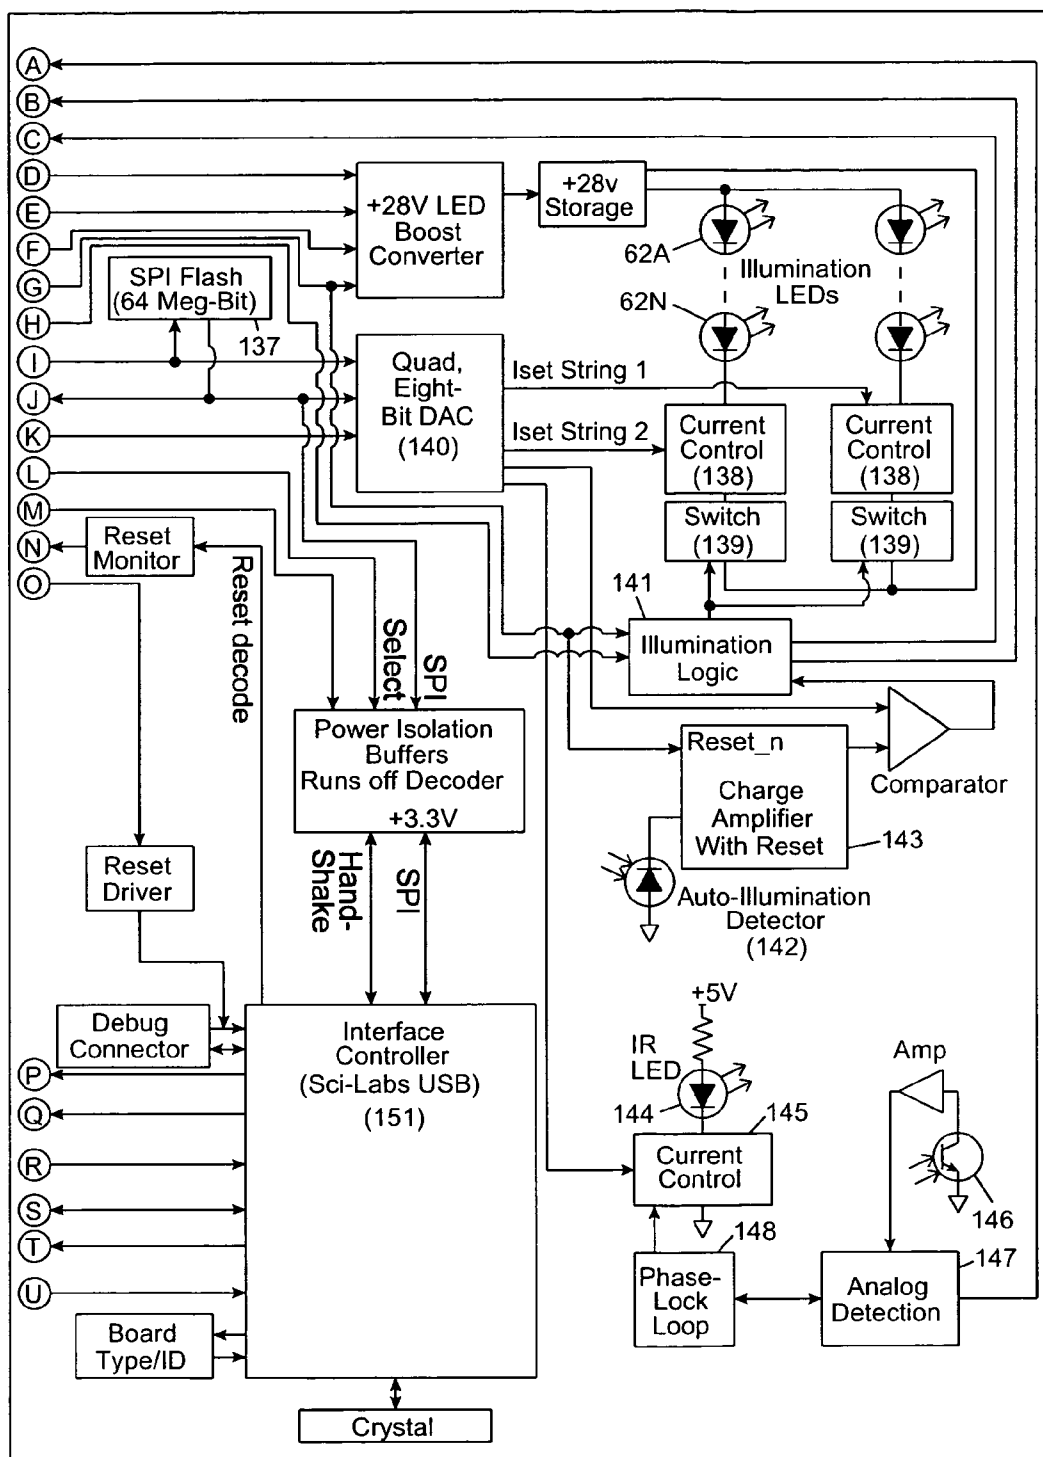 A
B
C
D
E
F
G
H
I
J
K
L
M
N
O
P
Q
R
S
T
U
+28V LED
Boost
Converter
+28v
Storage
62A
62N
Illumination
LEDs
SPI Flash
(64 Meg-Bit)
137
Quad,
Eight-
Bit DAC
(140)
Iset String 1
Iset String 2
Current
Control
(138)
Current
Control
(138)
Switch
(139)
Switch
(139)
Reset
Monitor
Reset decode
Select
SPI
141
Illumination
Logic
Power Isolation
Buffers
Runs off Decoder
+3.3V
Reset_n
Charge
Amplifier
With Reset
143
Comparator
Auto-Illumination
Detector
(142)
Reset
Driver
Hand-
Shake
SPI
Debug
Connector
Interface
Controller
(Sci-Labs USB)
(151)
+5V
IR
LED
144
145
Current
Control
Amp
146
148
Phase-
Lock
Loop
147
Analog
Detection
Board
Type/ID
Crystal